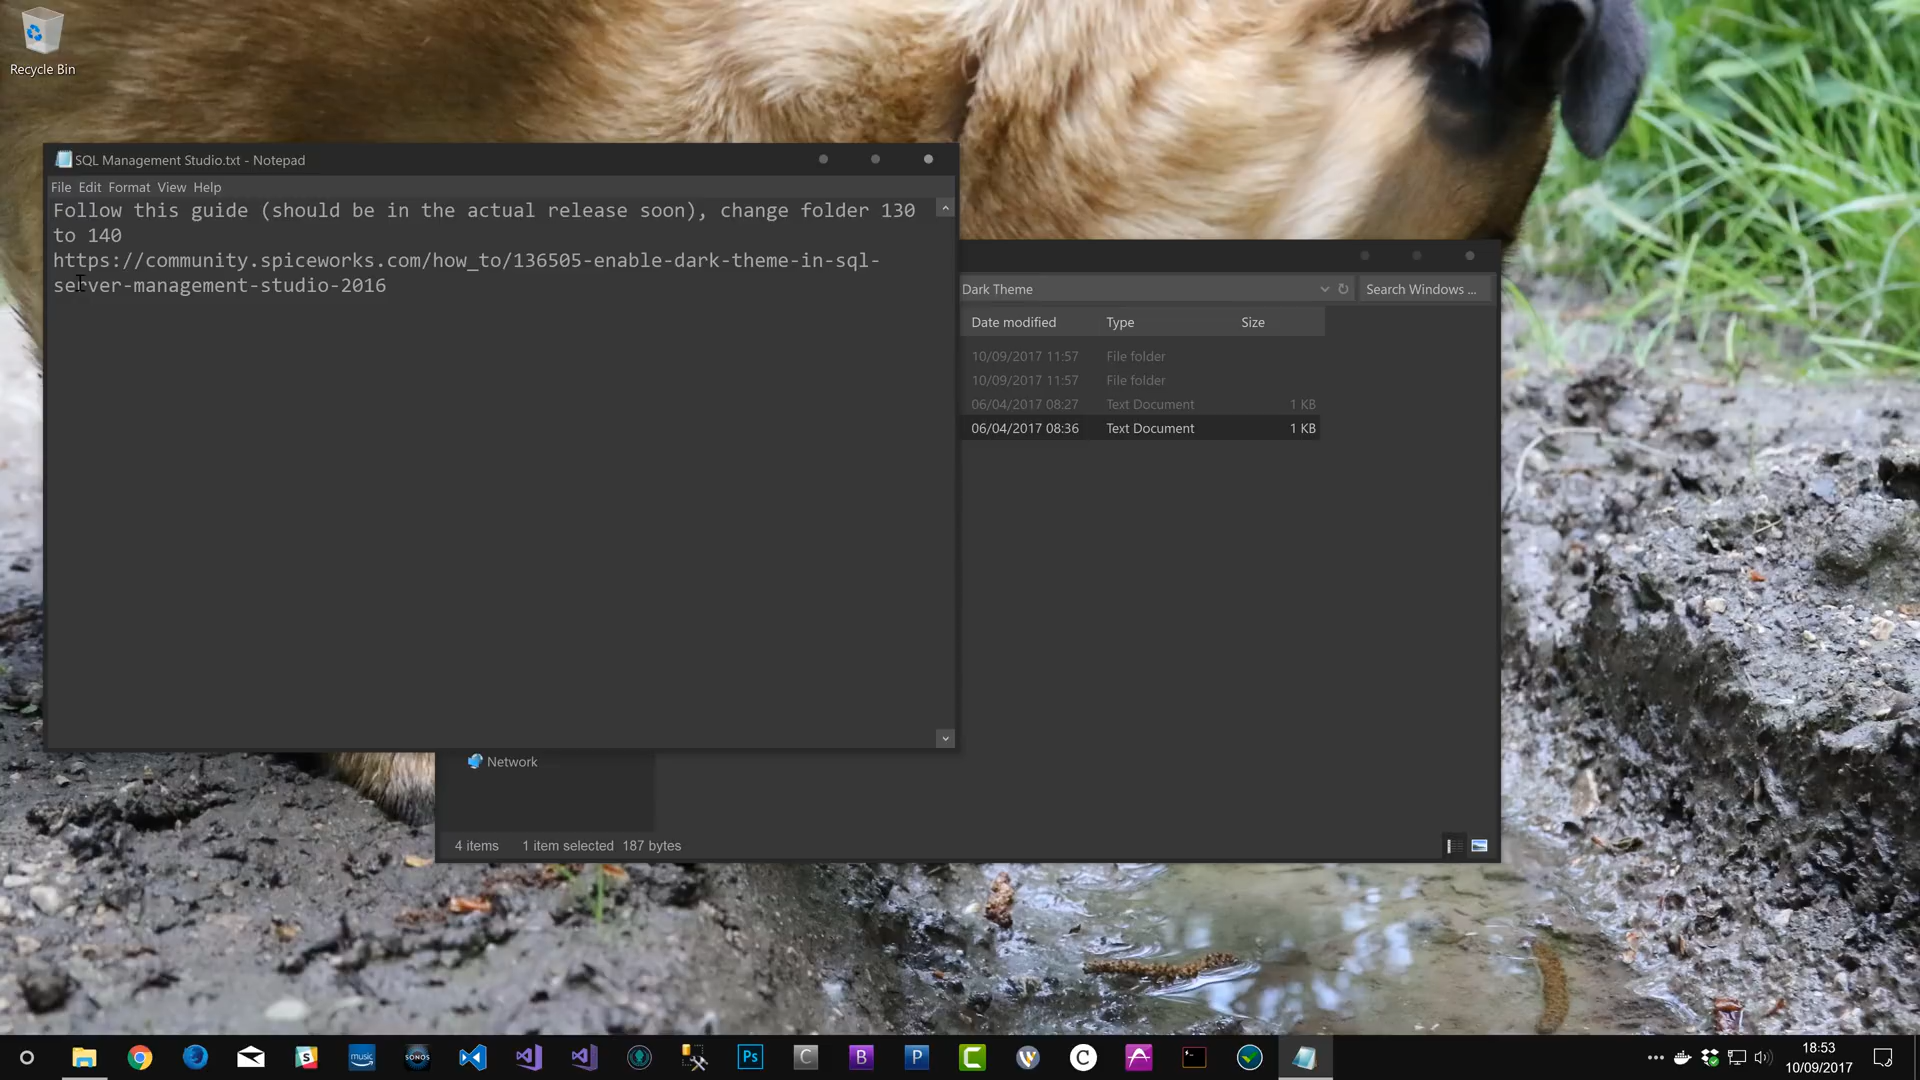 Recycle Bin
SQL Management Studio.txt - Notepad
File Edit Format View Help
Follow this guide (should be in the actual release soon), change folder 130
to 140
https://community.spiceworks.com/how_to/136505-enable-dark-theme-in-sql-
server-management-studio-2016
Dark Theme
Search Windows ...
Date modified Type Size
10/09/2017 11:57 File folder
10/09/2017 11:57 File folder
06/04/2017 08:27 Text Document 1 KB
06/04/2017 08:36 Text Document 1 KB
Network
4 items 1 item selected 187 bytes
music
SONOS
Ps
C
B
P
C
C
18:53
10/09/2017